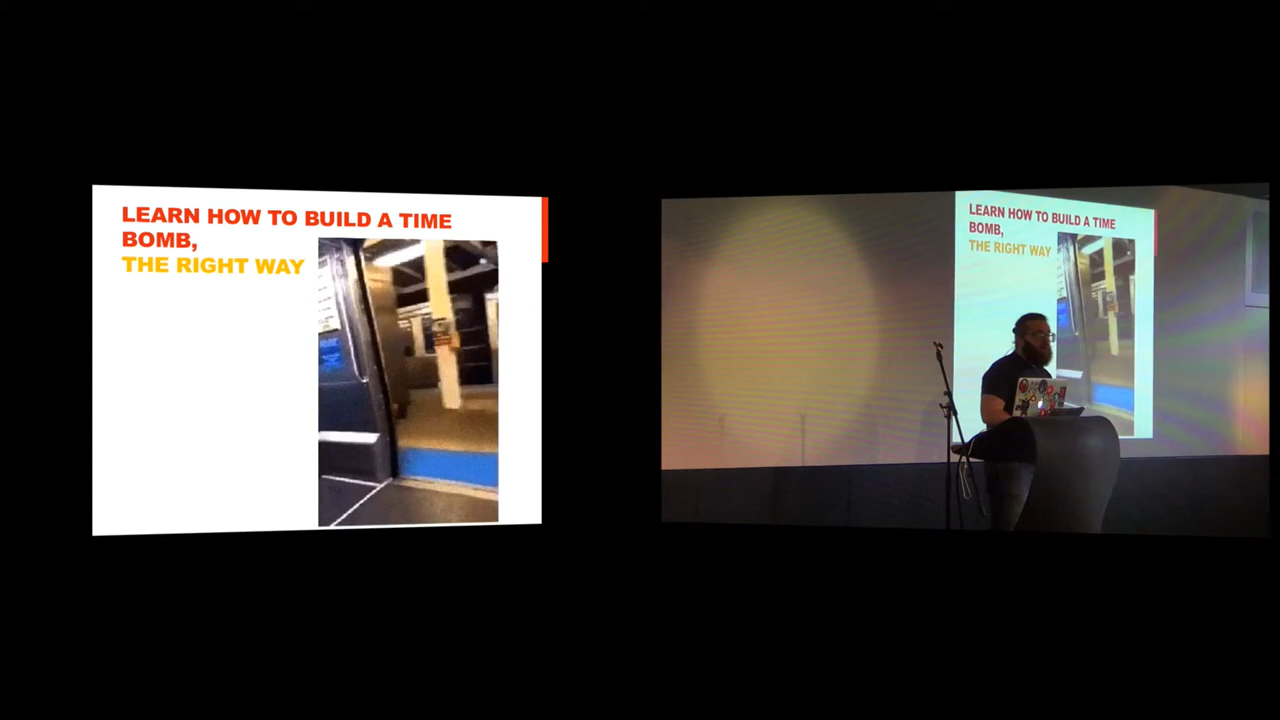 LEARN HOW TO BUILD A TIME
BOMB,
THE RIGHT WAY
LEARN HOW TO BUILD A TIME
BOMB,
THE RIGHT WAY